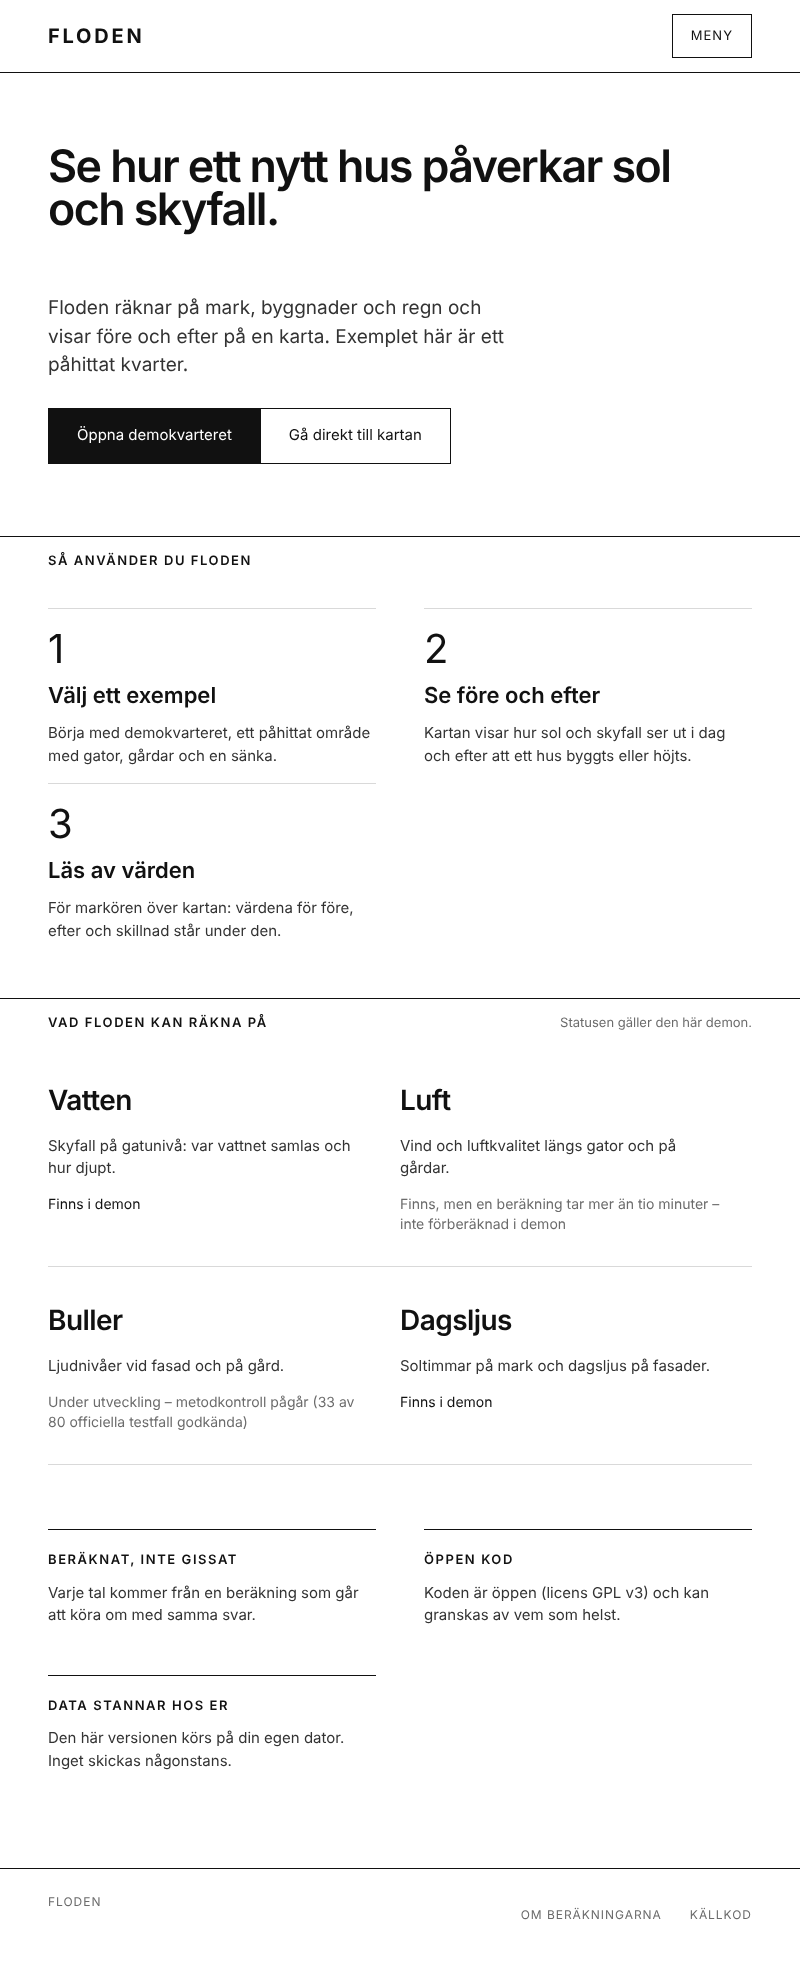 FLODEN
MENY
Se hur ett nytt hus påverkar sol
och skyfall.
Floden räknar på mark, byggnader och regn och
visar före och efter på en karta. Exemplet här är ett
påhittat kvarter.
Öppna demokvarteret
Gå direkt till kartan
SÅ ANVÄNDER DU FLODEN
1
Välj ett exempel
Börja med demokvarteret, ett påhittat område
med gator, gårdar och en sänka.
2
Se före och efter
Kartan visar hur sol och skyfall ser ut i dag
och efter att ett hus byggts eller höjts.
3
Läs av värden
För markören över kartan: värdena för före,
efter och skillnad står under den.
VAD FLODEN KAN RÄKNA PÅ
Statusen gäller den här demon.
Vatten
Skyfall på gatunivå: var vattnet samlas och
hur djupt.
Finns i demon
Luft
Vind och luftkvalitet längs gator och på
gårdar.
Finns, men en beräkning tar mer än tio minuter –
inte förberäknad i demon
Buller
Ljudnivåer vid fasad och på gård.
Under utveckling – metodkontroll pågår (33 av
80 officiella testfall godkända)
Dagsljus
Soltimmar på mark och dagsljus på fasader.
Finns i demon
BERÄKNAT, INTE GISSAT
Varje tal kommer från en beräkning som går
att köra om med samma svar.
ÖPPEN KOD
Koden är öppen (licens GPL v3) och kan
granskas av vem som helst.
DATA STANNAR HOS ER
Den här versionen körs på din egen dator.
Inget skickas någonstans.
FLODEN
OM BERÄKNINGARNA
KÄLLKOD